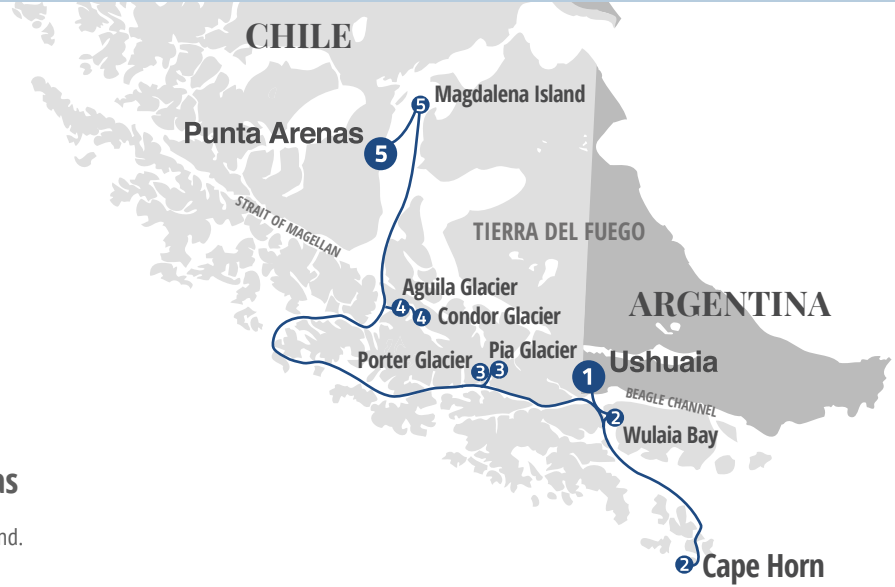 CHILE
Magdalena Island
5
Punta Arenas
5
STRAIT OF MAGELLAN
TIERRA DEL FUEGO
Aguila Glacier
4
4
Condor Glacier
ARGENTINA
Pia Glacier
Porter Glacier
3
3
Ushuaia
1
BEAGLE CHANNEL
2
Wulaia Bay
2
Cape Horn